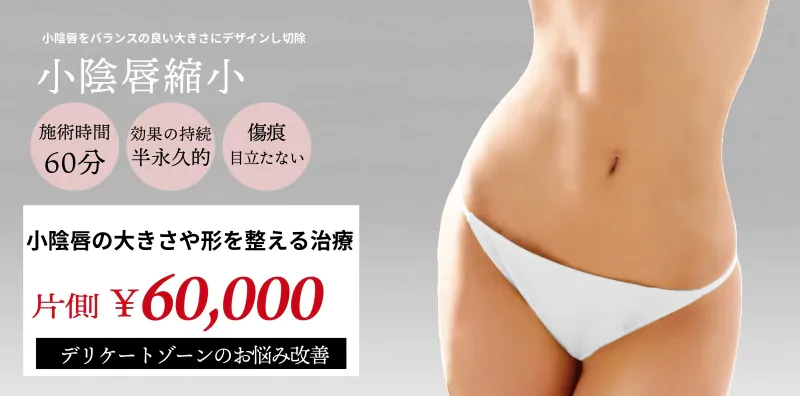 小陰唇をバランスの良い大きさにデザインし切除
小陰唇縮小
施術時間
60分
効果の持続
半永久的
傷痕
目立たない
小陰唇の大きさや形を整える治療
片側 ¥60,000
デリケートゾーンのお悩み改善